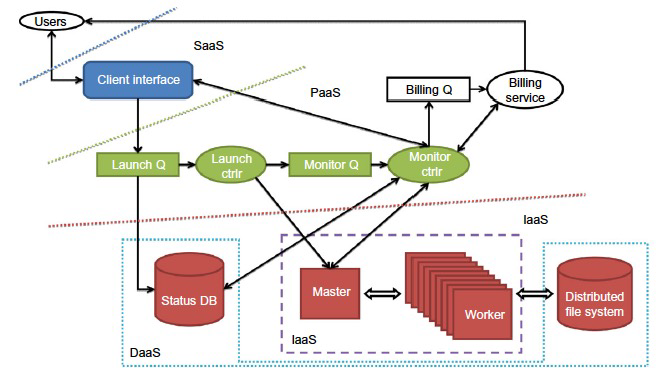 Users
SaaS
Client interface
PaaS
Billing Q
Billing
service
Launch Q
Launch
ctrlr
Monitor Q
Monitor
ctrlr
IaaS
Status DB
Master
Worker
Distributed
file system
IaaS
DaaS